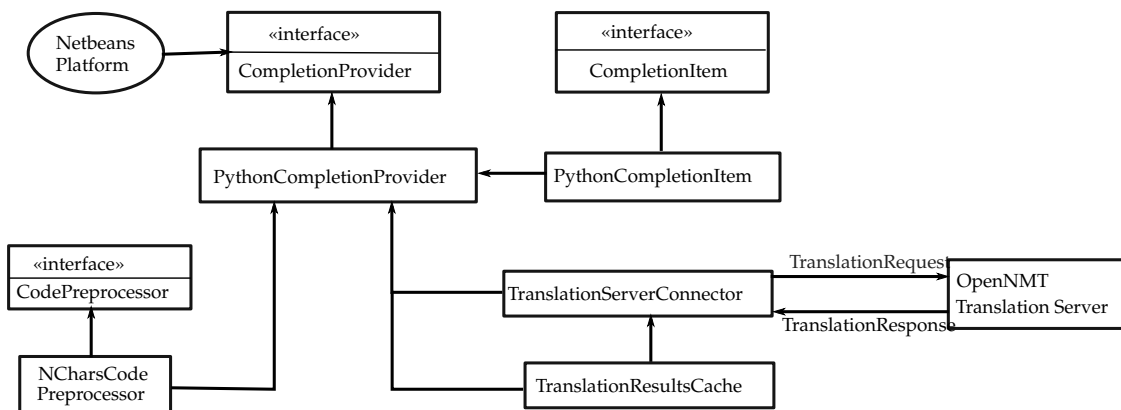 Netbeans
Platform
«interface»
CompletionProvider
«interface»
CompletionItem
PythonCompletionProvider
PythonCompletionItem
«interface»
CodePreprocessor
TranslationServerConnector
TranslationRequest
TranslationResponse
OpenNMT
Translation Server
NCharsCode
Preprocessor
TranslationResultsCache